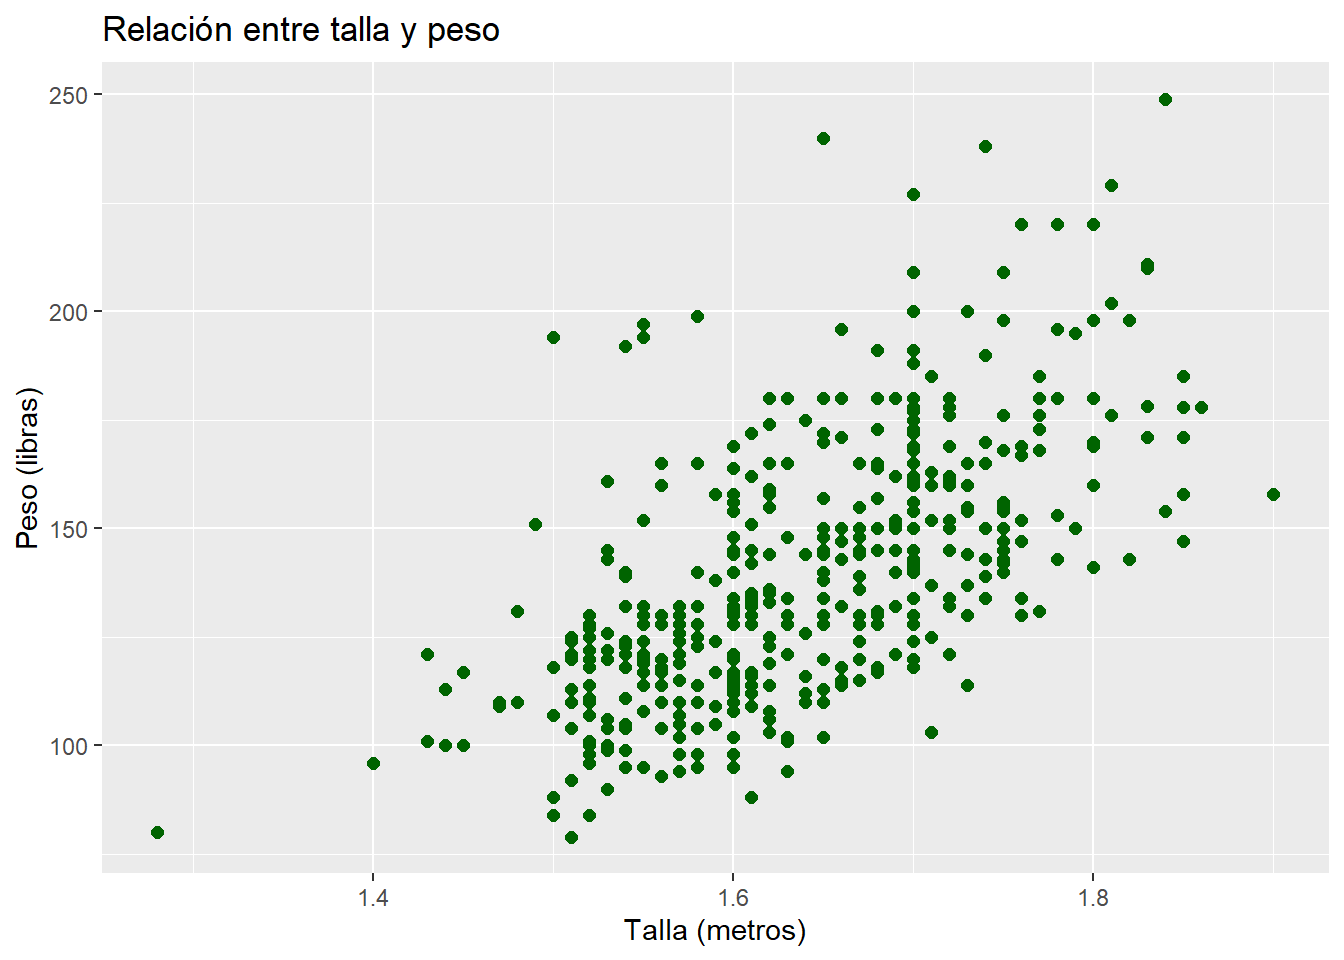 Relación entre talla y peso
250
200
150
100
Peso (libras)
1.4
1.6
1.8
Talla (metros)